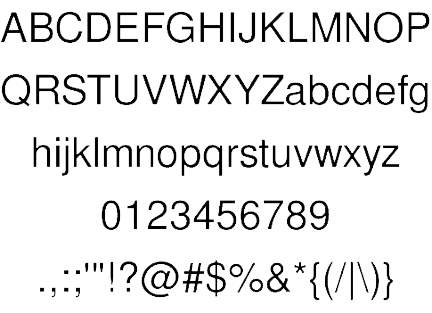 ABCDEFGHIJKLMNOP
QRSTUVWXYZabcdefg
hijklmnopqrstuvwxyz
0123456789
.,:;'"!?@#$%&*{(/|\)}